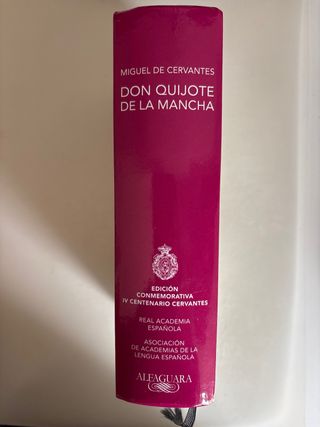 MIGUEL DE CERVANTES
DON QUIJOTE
DE LA MANCHA
EDICIÓN
CONMEMORATIVA
IV CENTENARIO CERVANTES
REAL ACADEMIA
ESPAÑOLA
ASOCIACIÓN
DE ACADEMIAS DE LA
LENGUA ESPAÑOLA
ALFAGUARA